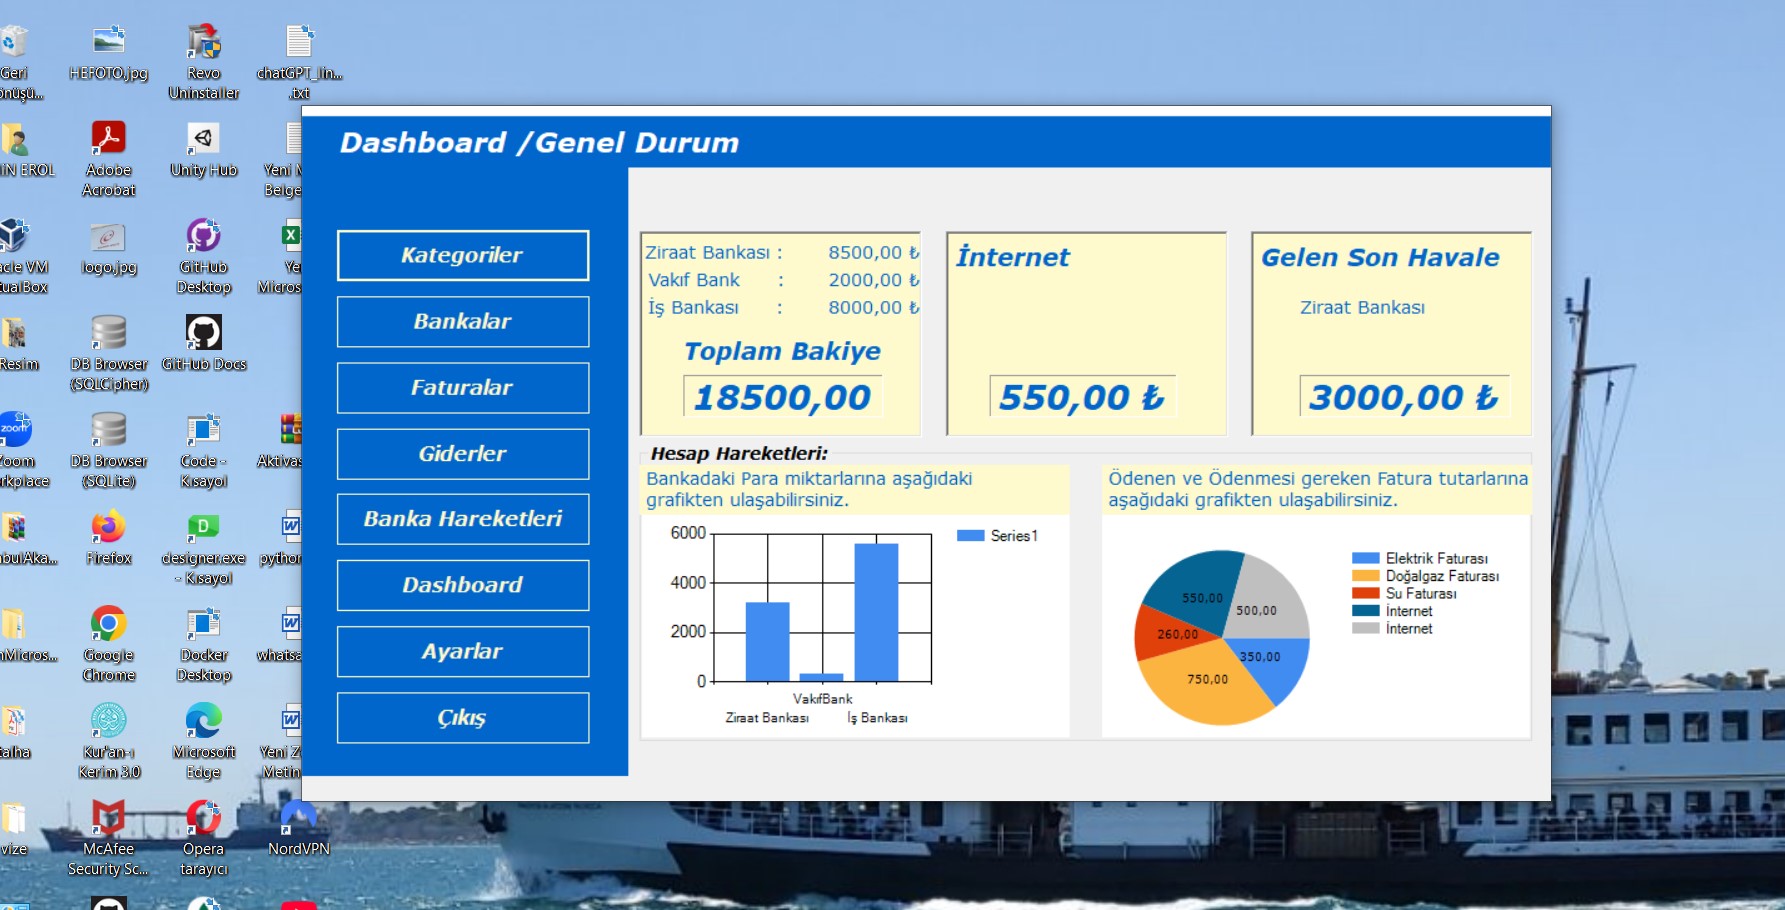 Geri
HEFOTO.jpg
Revo
Uninstaller
chatGPT_lin...
.txt
EROL
Adobe
Acrobat
Unity Hub
Yeni M
Belge
VM
logo.jpg
GitHub
Desktop
Ye
Micros
Resim
DB Browser
(SQLCipher)
GitHub Docs
zoom
Zoom
DB Browser
(SQLite)
Code -
Kısayol
Aktivas
Firefox
designer.exe
- Kısayol
python
Google
Chrome
Docker
Desktop
whatsa
talha
Kur'an-ı
Kerim 3.0
Microsoft
Edge
Yeni Z
Metin
vize
McAfee
Security Sc...
Opera
tarayıcı
NordVPN
Dashboard /Genel Durum
Kategoriler
Bankalar
Faturalar
Giderler
Banka Hareketleri
Dashboard
Ayarlar
Çıkış
Ziraat Bankası : 8500,00 ₺
Vakıf Bank : 2000,00 ₺
İş Bankası : 8000,00 ₺
Toplam Bakiye
18500,00
İnternet
550,00 ₺
Gelen Son Havale
Ziraat Bankası
3000,00 ₺
Hesap Hareketleri:
Bankadaki Para miktarlarına aşağıdaki
grafikten ulaşabilirsiniz.
6000
4000
2000
0
VakıfBank
Ziraat Bankası İş Bankası
Series1
Ödenen ve Ödenmesi gereken Fatura tutarlarına
aşağıdaki grafikten ulaşabilirsiniz.
550,00
500,00
260,00
350,00
750,00
Elektrik Faturası
Doğalgaz Faturası
Su Faturası
İnternet
İnternet